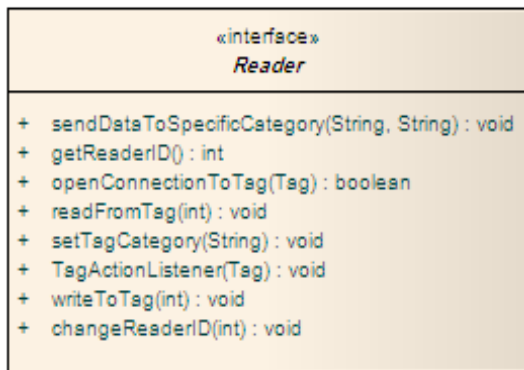 «interface»
Reader
+ sendDataToSpecificCategory(String, String) : void
+ getReaderID() : int
+ openConnectionToTag(Tag) : boolean
+ readFromTag(int) : void
+ setTagCategory(String) : void
+ TagActionListener(Tag) : void
+ writeToTag(int) : void
+ changeReaderID(int) : void